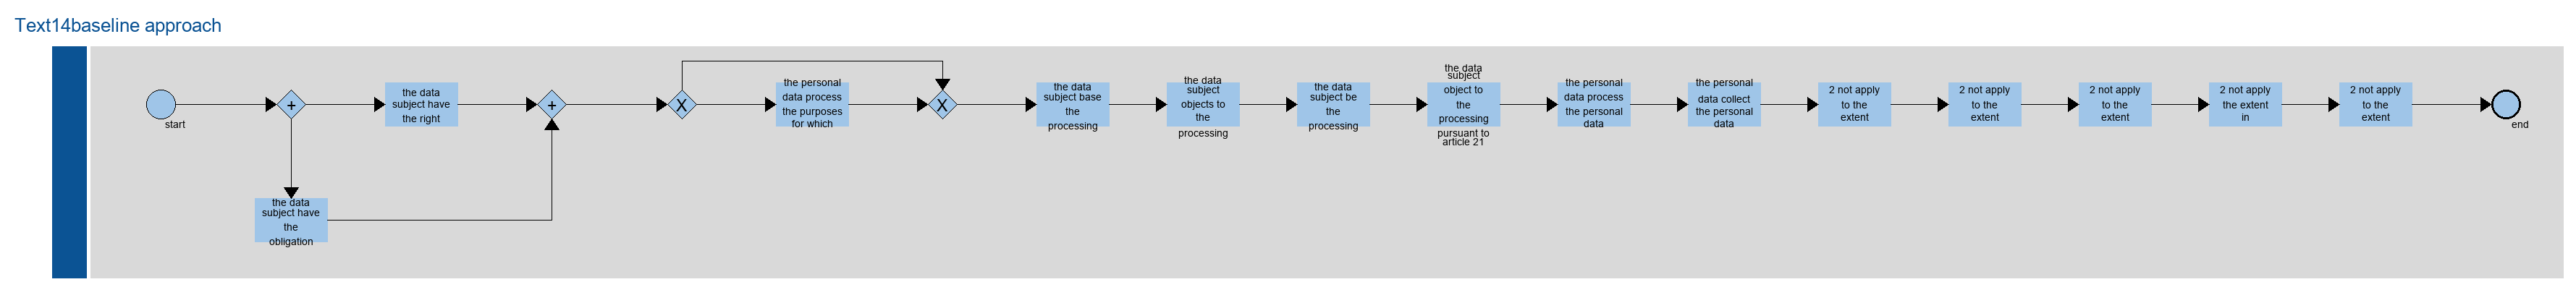 Text14baseline approach
start
+
the data
subject have
the right
the data
subject have
the
obligation
+
X
the personal
data process
the purposes
for which
X
the data
subject base
the
processing
the data
subject
objects to
the
processing
the data
subject be
the
processing
the data
subject
object to
the
processing
pursuant to
article 21
the personal
data process
the personal
data
the personal
data collect
the personal
data
2 not apply
to the
extent
2 not apply
to the
extent
2 not apply
to the
extent
2 not apply
the extent
in
2 not apply
to the
extent
end